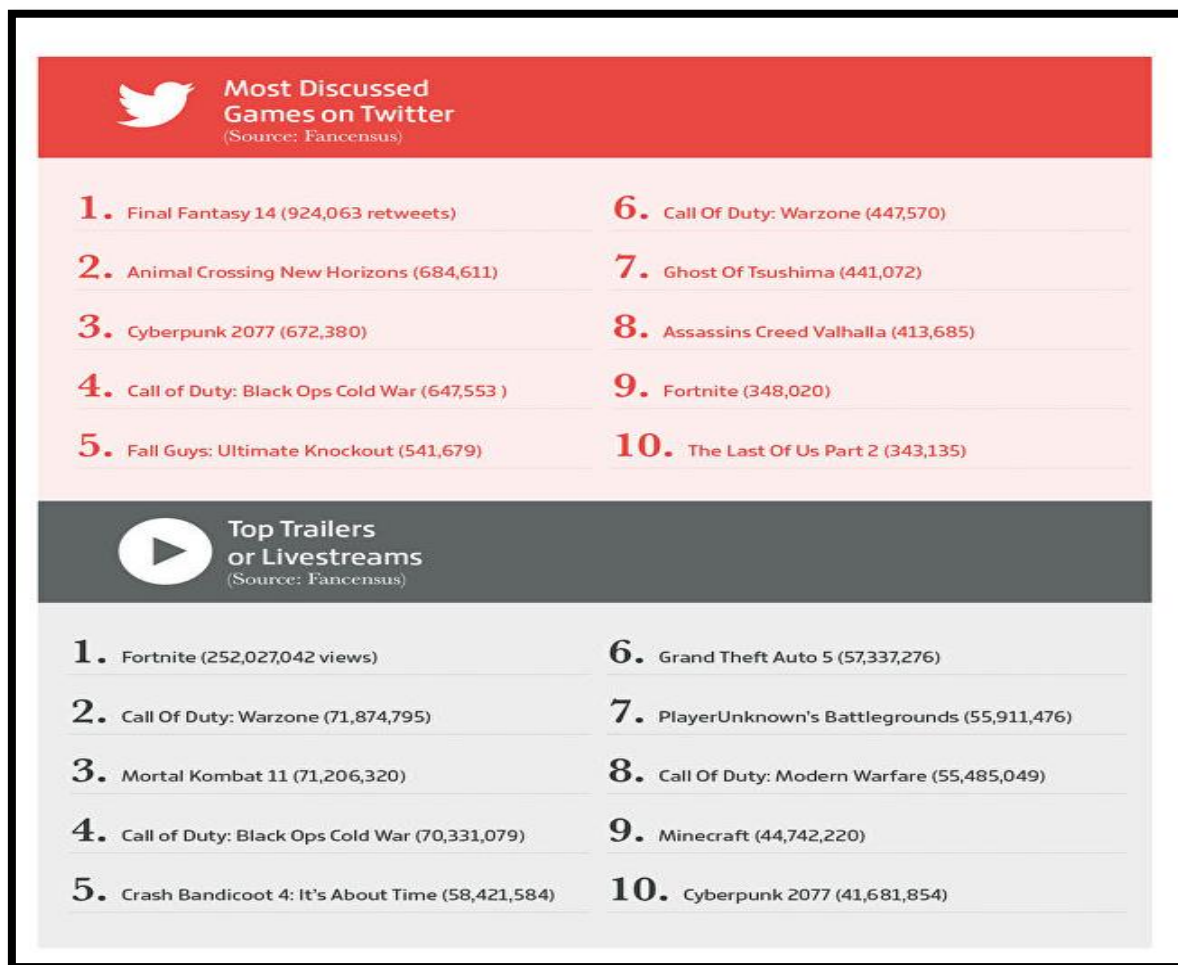 Most Discussed
Games on Twitter
(Source: Fancensus)
1. Final Fantasy 14 (924,063 retweets)
2. Animal Crossing New Horizons (684,611)
3. Cyberpunk 2077 (672,380)
4. Call of Duty: Black Ops Cold War (647,553 )
5. Fall Guys: Ultimate Knockout (541,679)
6. Call Of Duty: Warzone (447,570)
7. Ghost Of Tsushima (441,072)
8. Assassins Creed Valhalla (413,685)
9. Fortnite (348,020)
10. The Last Of Us Part 2 (343,135)
Top Trailers
or Livestreams
(Source: Fancensus)
1. Fortnite (252,027,042 views)
2. Call Of Duty: Warzone (71,874,795)
3. Mortal Kombat 11 (71,206,320)
4. Call of Duty: Black Ops Cold War (70,331,079)
5. Crash Bandicoot 4: It's About Time (58,421,584)
6. Grand Theft Auto 5 (57,337,276)
7. PlayerUnknown's Battlegrounds (55,911,476)
8. Call Of Duty: Modern Warfare (55,485,049)
9. Minecraft (44,742,220)
10. Cyberpunk 2077 (41,681,854)